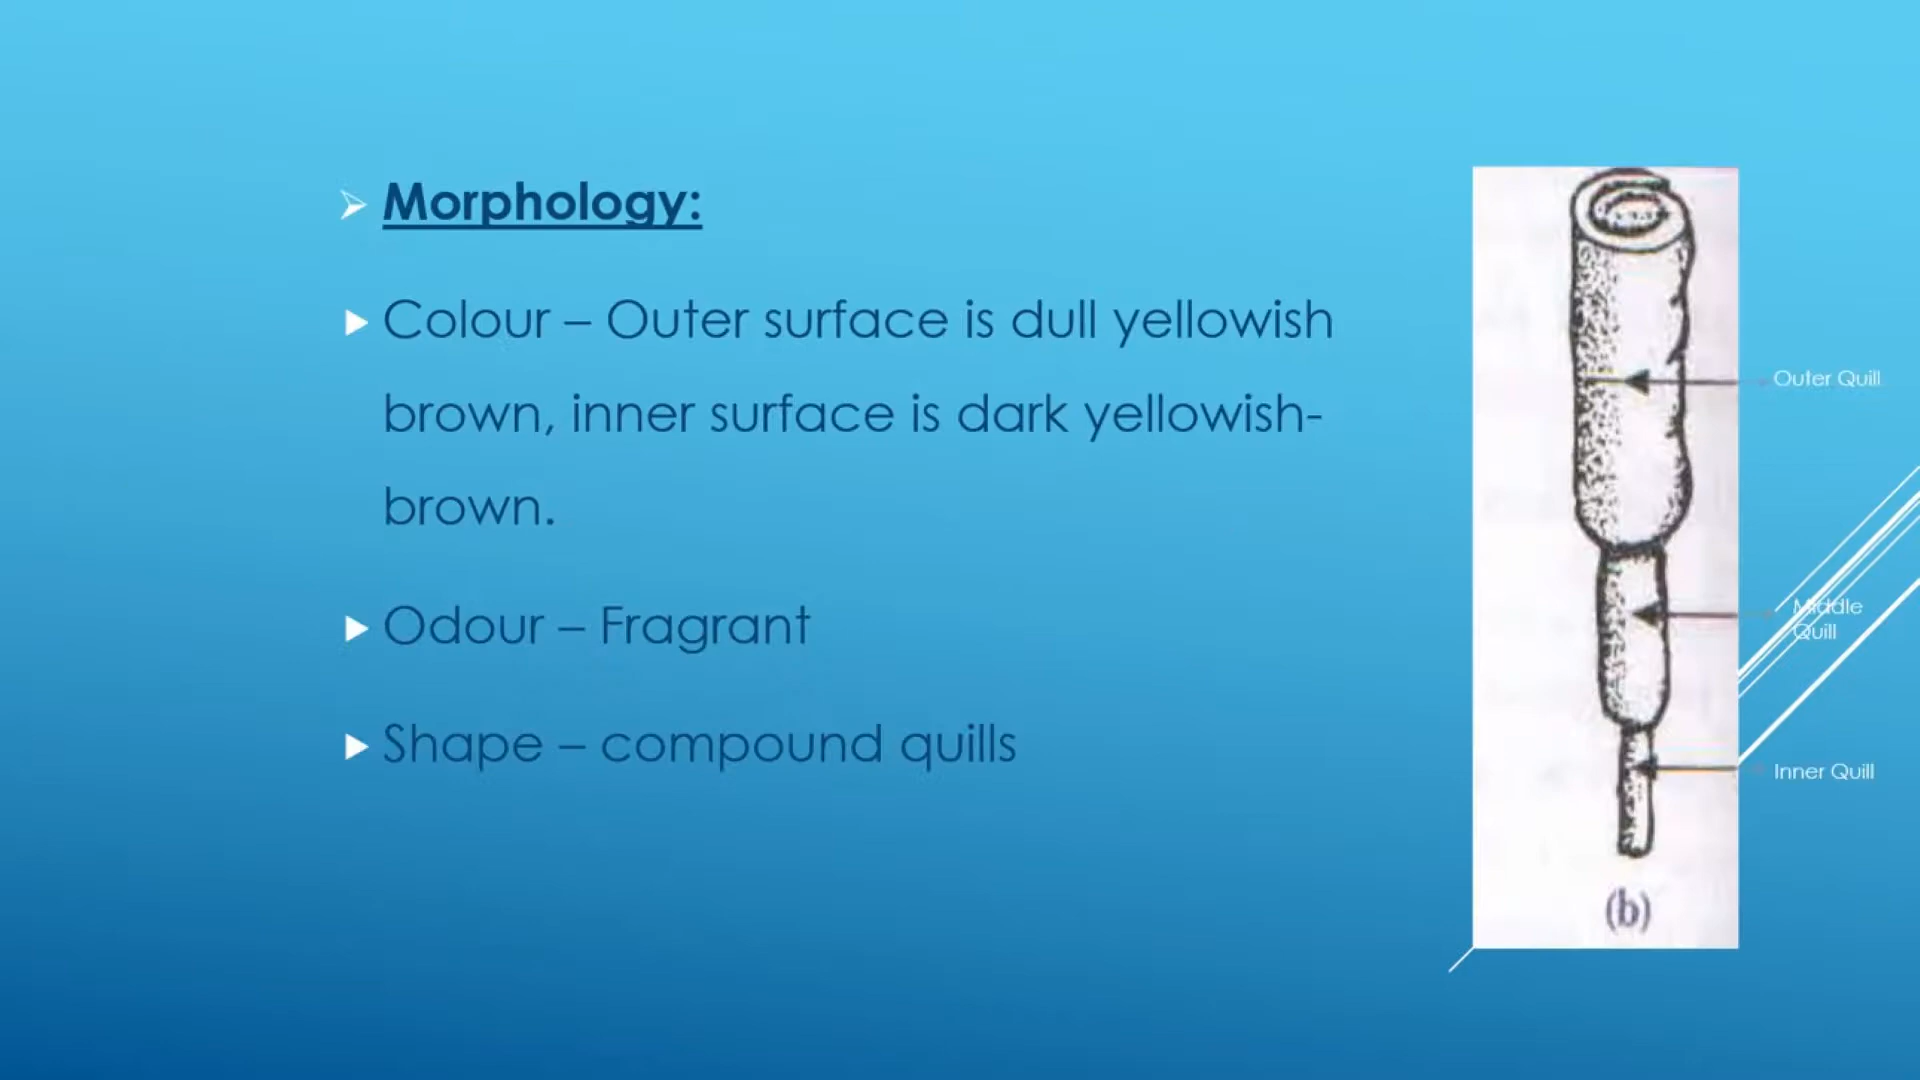 Morphology:
Colour – Outer surface is dull yellowish
brown, inner surface is dark yellowish-
brown.
Odour – Fragrant
Shape – compound quills
Outer Quill
Middle
Quill
Inner Quill
(b)